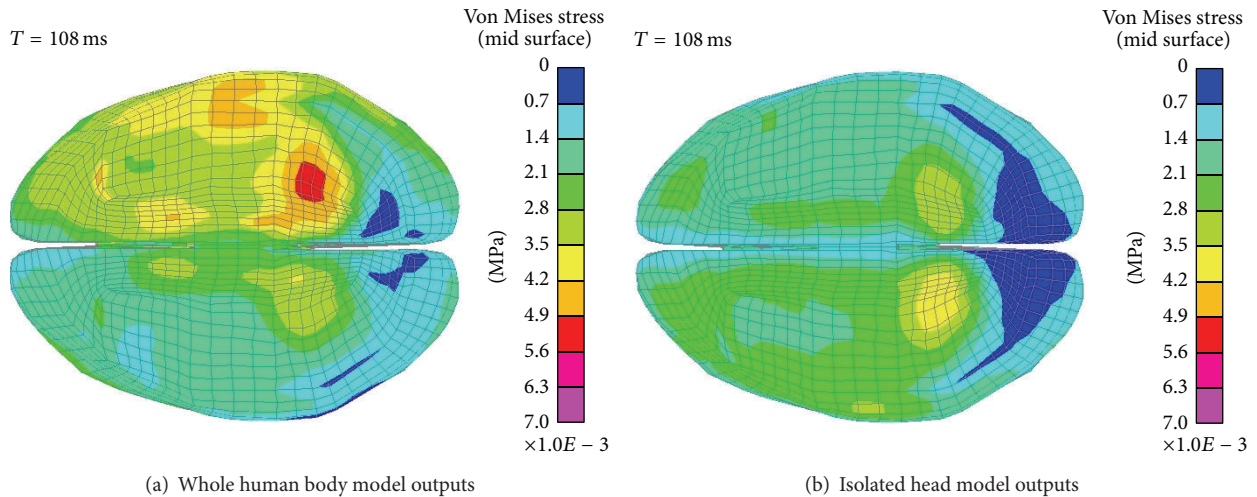 T = 108 ms
Von Mises stress
(mid surface)
0
0.7
1.4
2.1
2.8
3.5
4.2
4.9
5.6
6.3
7.0
(MPa)
×1.0E − 3
(a) Whole human body model outputs
T = 108 ms
Von Mises stress
(mid surface)
0
0.7
1.4
2.1
2.8
3.5
4.2
4.9
5.6
6.3
7.0
(MPa)
×1.0E − 3
(b) Isolated head model outputs